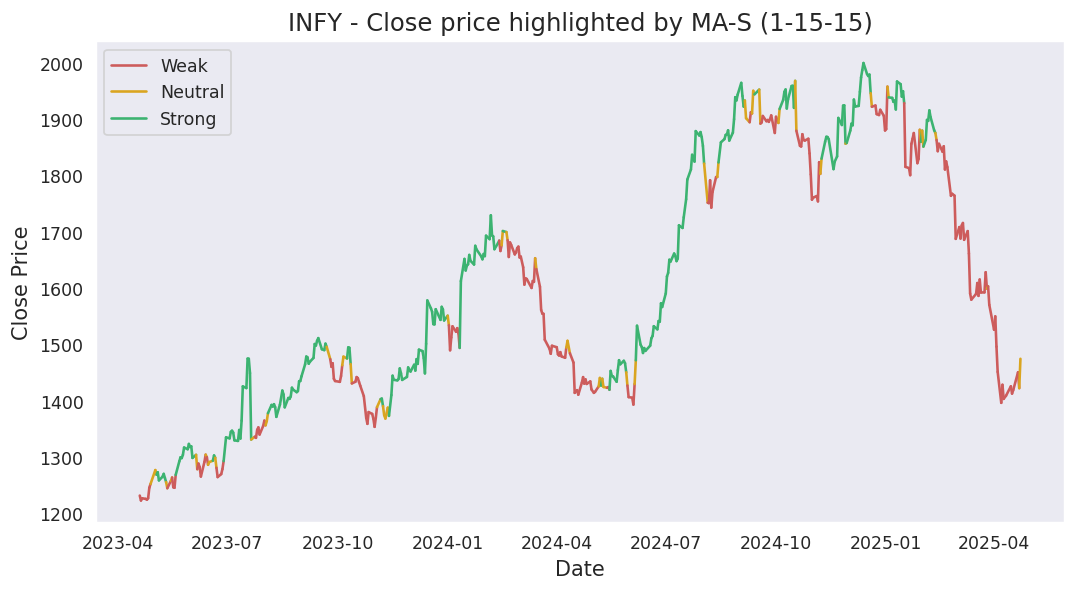 INFY - Close price highlighted by MA-S (1-15-15)
Weak
Neutral
Strong
2000
1900
1800
1700
1600
1500
1400
1300
1200
Close Price
2023-04 2023-07 2023-10 2024-01 2024-04 2024-07 2024-10 2025-01 2025-04
Date